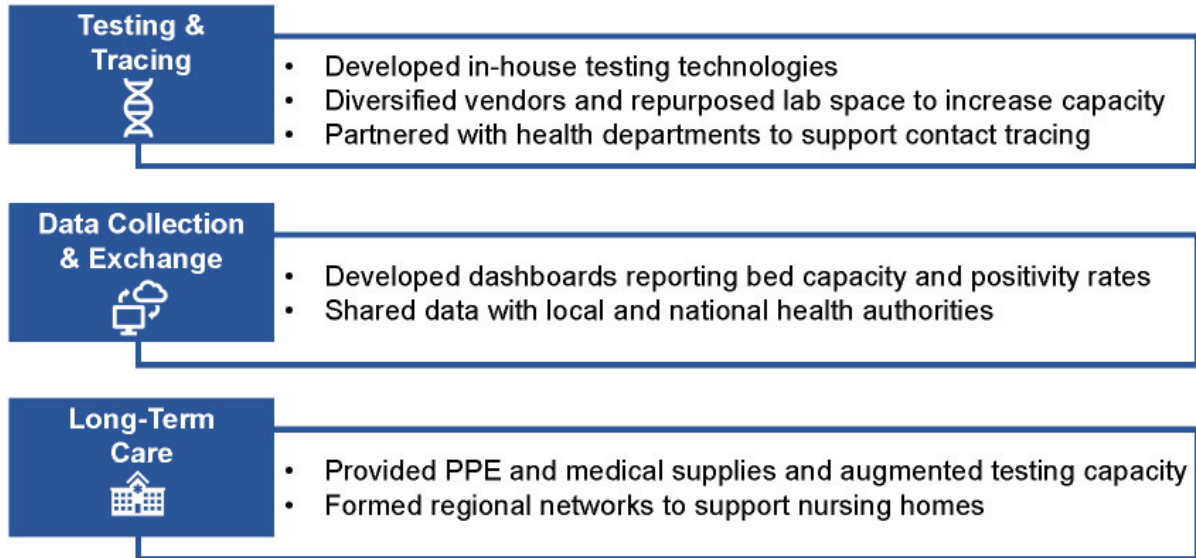 Testing &
Tracing
• Developed in-house testing technologies
• Diversified vendors and repurposed lab space to increase capacity
• Partnered with health departments to support contact tracing
Data Collection
& Exchange
• Developed dashboards reporting bed capacity and positivity rates
• Shared data with local and national health authorities
Long-Term
Care
• Provided PPE and medical supplies and augmented testing capacity
• Formed regional networks to support nursing homes